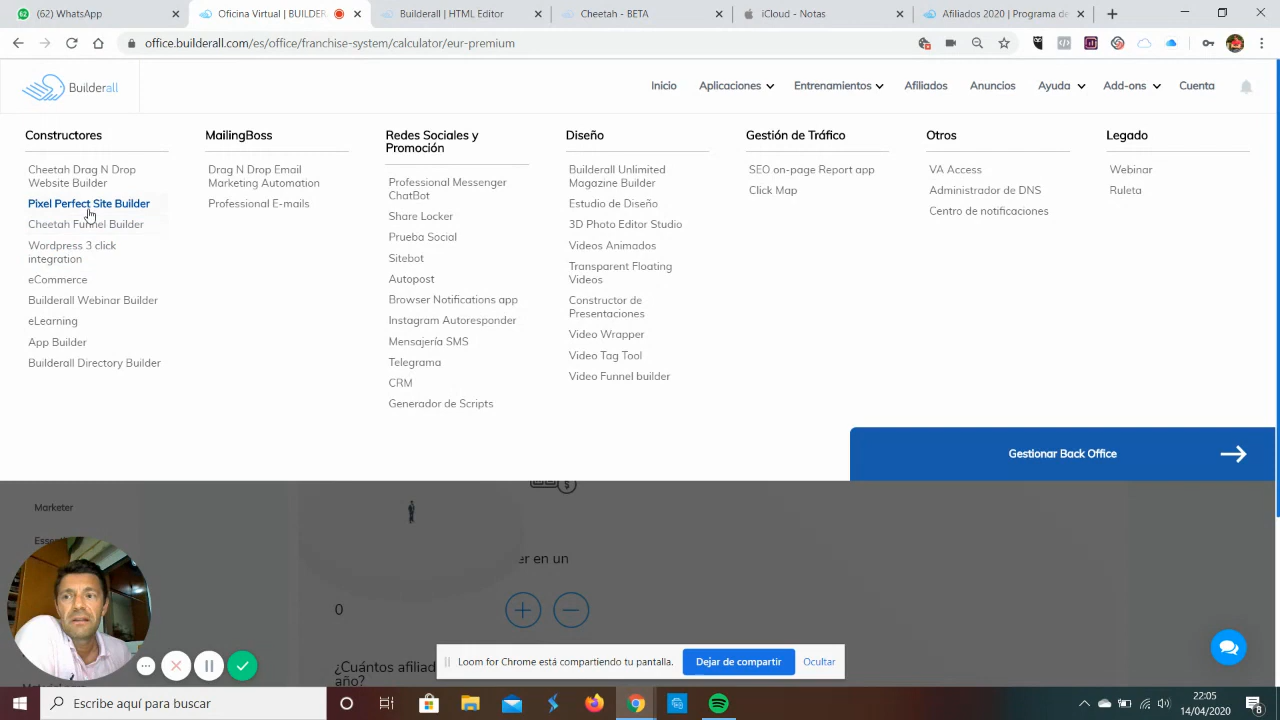 62
WhatsApp
Oficina Virtual | BUILDER
Builderall | HTML Editor
Cheetah - BETA
iCloud - Notas
Afiliados 2020 | Programa de
office.builderall.com/es/office/franchise-system/calculator/eur-premium
Builderall
Inicio
Aplicaciones
Entrenamientos
Afiliados
Anuncios
Ayuda
Add-ons
Cuenta
Constructores
Cheetah Drag N Drop
Website Builder
Pixel Perfect Site Builder
Cheetah Funnel Builder
Wordpress 3 click
integration
eCommerce
Builderall Webinar Builder
eLearning
App Builder
Builderall Directory Builder
MailingBoss
Drag N Drop Email
Marketing Automation
Professional E-mails
Redes Sociales y
Promoción
Professional Messenger
ChatBot
Share Locker
Prueba Social
Sitebot
Autopost
Browser Notifications app
Instagram Autoresponder
Mensajería SMS
Telegrama
CRM
Generador de Scripts
Diseño
Builderall Unlimited
Magazine Builder
Estudio de Diseño
3D Photo Editor Studio
Videos Animados
Transparent Floating
Videos
Constructor de
Presentaciones
Video Wrapper
Video Tag Tool
Video Funnel builder
Gestión de Tráfico
SEO on-page Report app
Click Map
Otros
VA Access
Administrador de DNS
Centro de notificaciones
Legado
Webinar
Ruleta
Gestionar Back Office
Marketer
er en un
0
¿Cuántos afiliad
año?
Loom for Chrome está compartiendo tu pantalla.
Dejar de compartir
Ocultar
Escribe aquí para buscar
22:05
14/04/2020
8